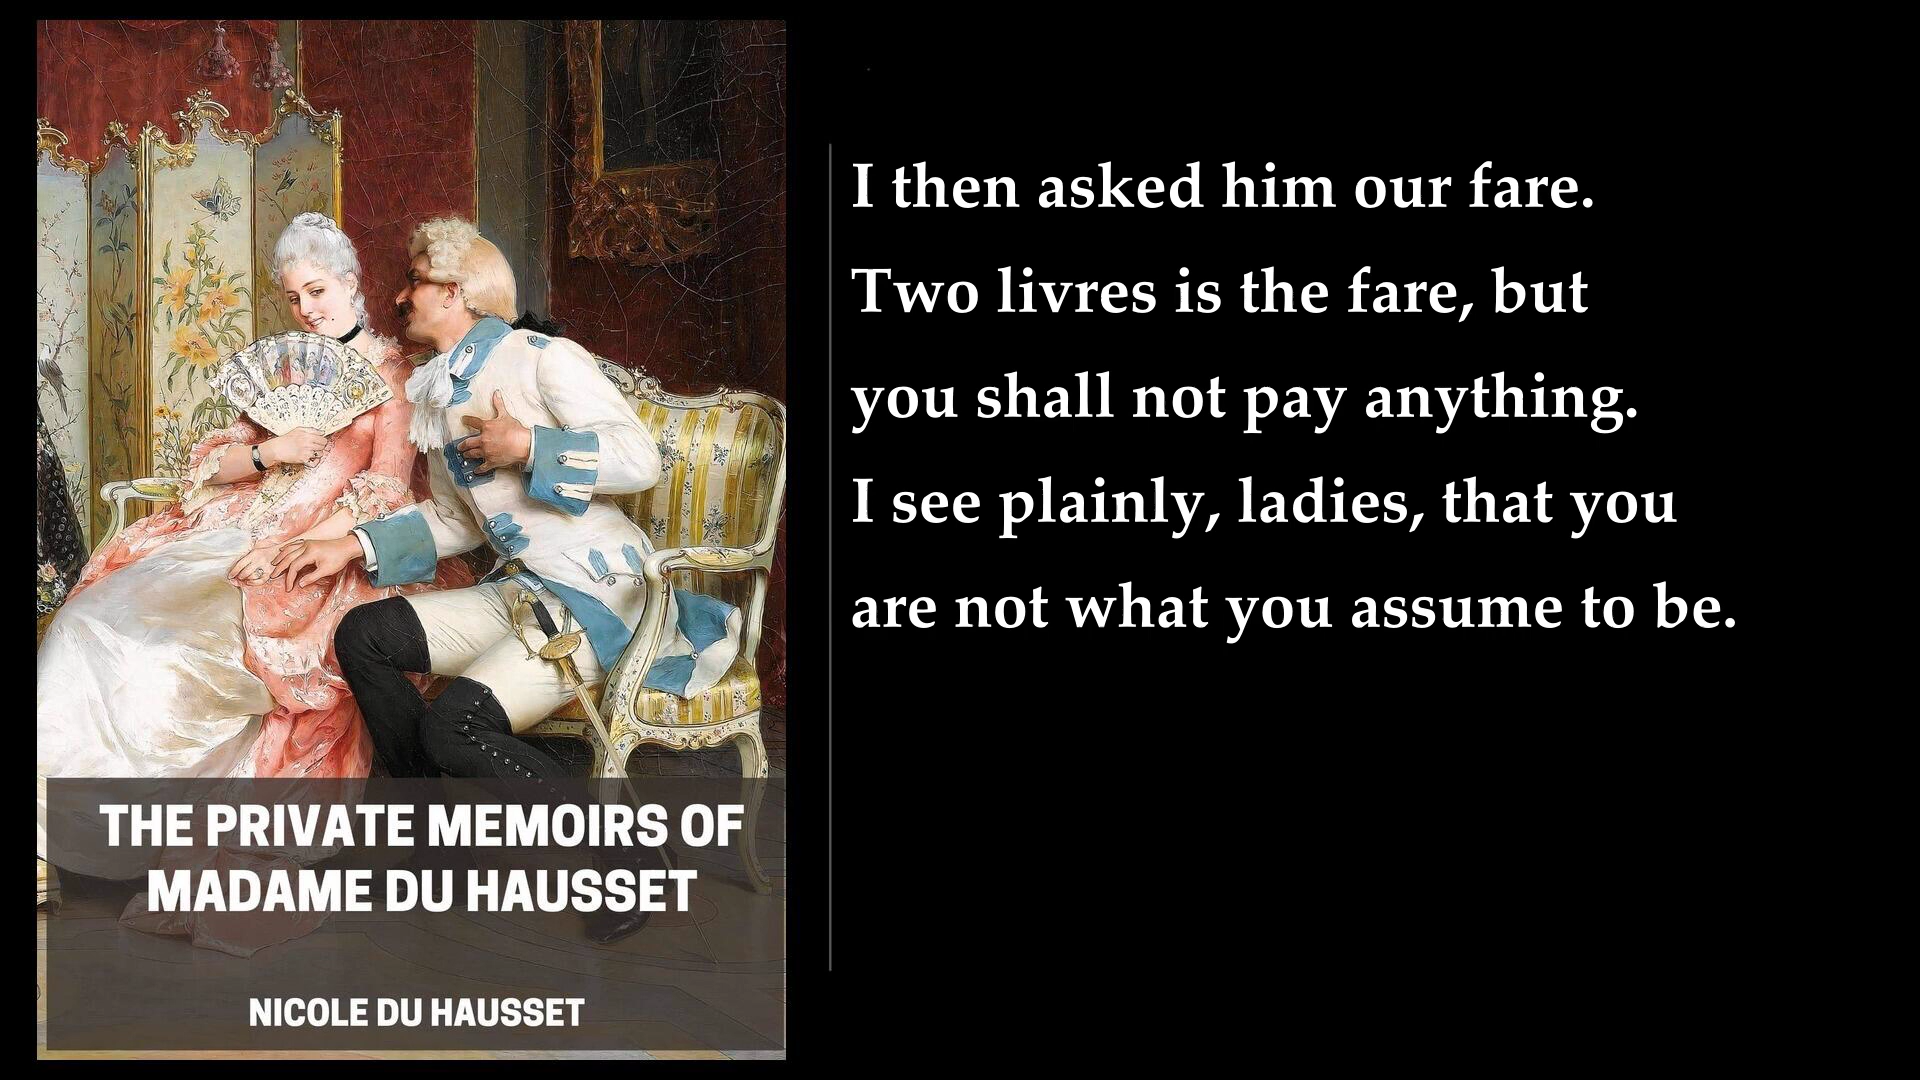 THE PRIVATE MEMOIRS OF
MADAME DU HAUSSET
NICOLE DU HAUSSET
I then asked him our fare.
Two livres is the fare, but
you shall not pay anything.
I see plainly, ladies, that you
are not what you assume to be.